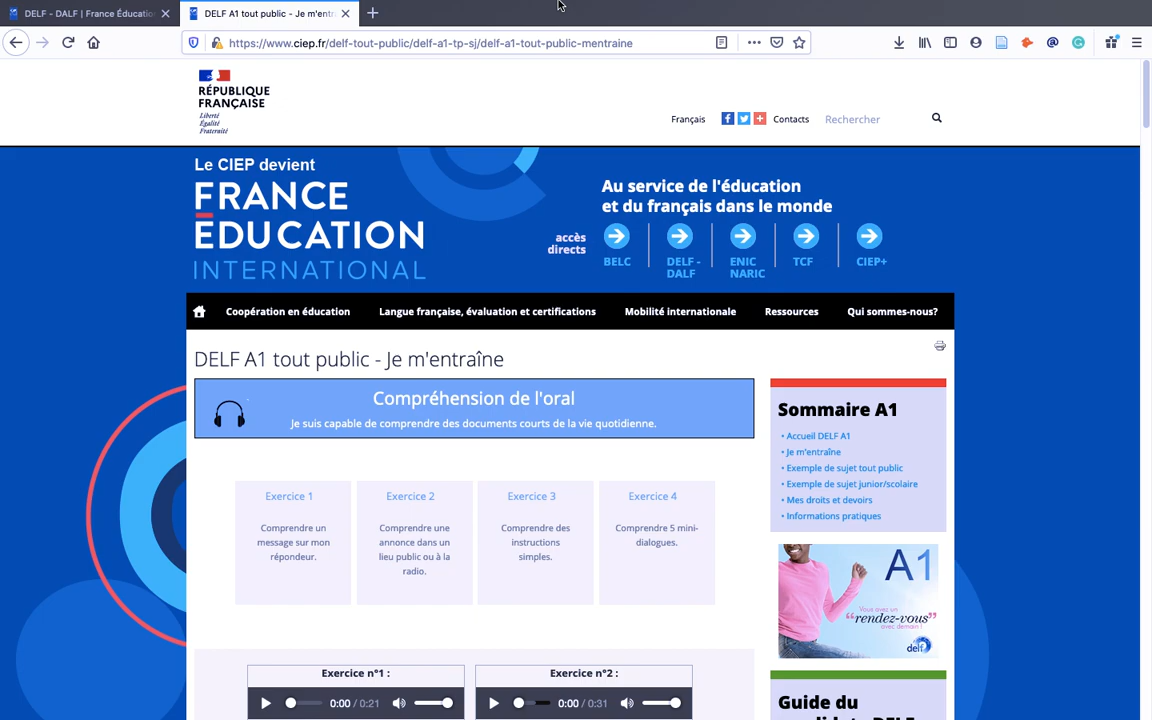 DELF - DALF | France Éducatio
DELF A1 tout public - Je m'entr
https://www.ciep.fr/delf-tout-public/delf-a1-tp-sj/delf-a1-tout-public-mentraine
RÉPUBLIQUE
FRANÇAISE
Liberté
Égalité
Fraternité
Français
Contacts
Rechercher
Le CIEP devient
FRANCE
ÉDUCATION
INTERNATIONAL
Au service de l'éducation
et du français dans le monde
accès
directs
BELC
DELF -
DALF
ENIC
NARIC
TCF
CIEP+
Coopération en éducation
Langue française, évaluation et certifications
Mobilité internationale
Ressources
Qui sommes-nous?
DELF A1 tout public - Je m'entraîne
Compréhension de l'oral
Je suis capable de comprendre des documents courts de la vie quotidienne.
Exercice 1
Comprendre un
message sur mon
répondeur.
Exercice 2
Comprendre une
annonce dans un
lieu public ou à la
radio.
Exercice 3
Comprendre des
instructions
simples.
Exercice 4
Comprendre 5 mini-
dialogues.
Exercice n°1 :
0:00 / 0:21
Exercice n°2 :
0:00 / 0:31
Sommaire A1
• Accueil DELF A1
• Je m'entraîne
• Exemple de sujet tout public
• Exemple de sujet junior/scolaire
• Mes droits et devoirs
• Informations pratiques
A1
Vous avez un
"rendez-vous"
avec demain !
delf
Guide du